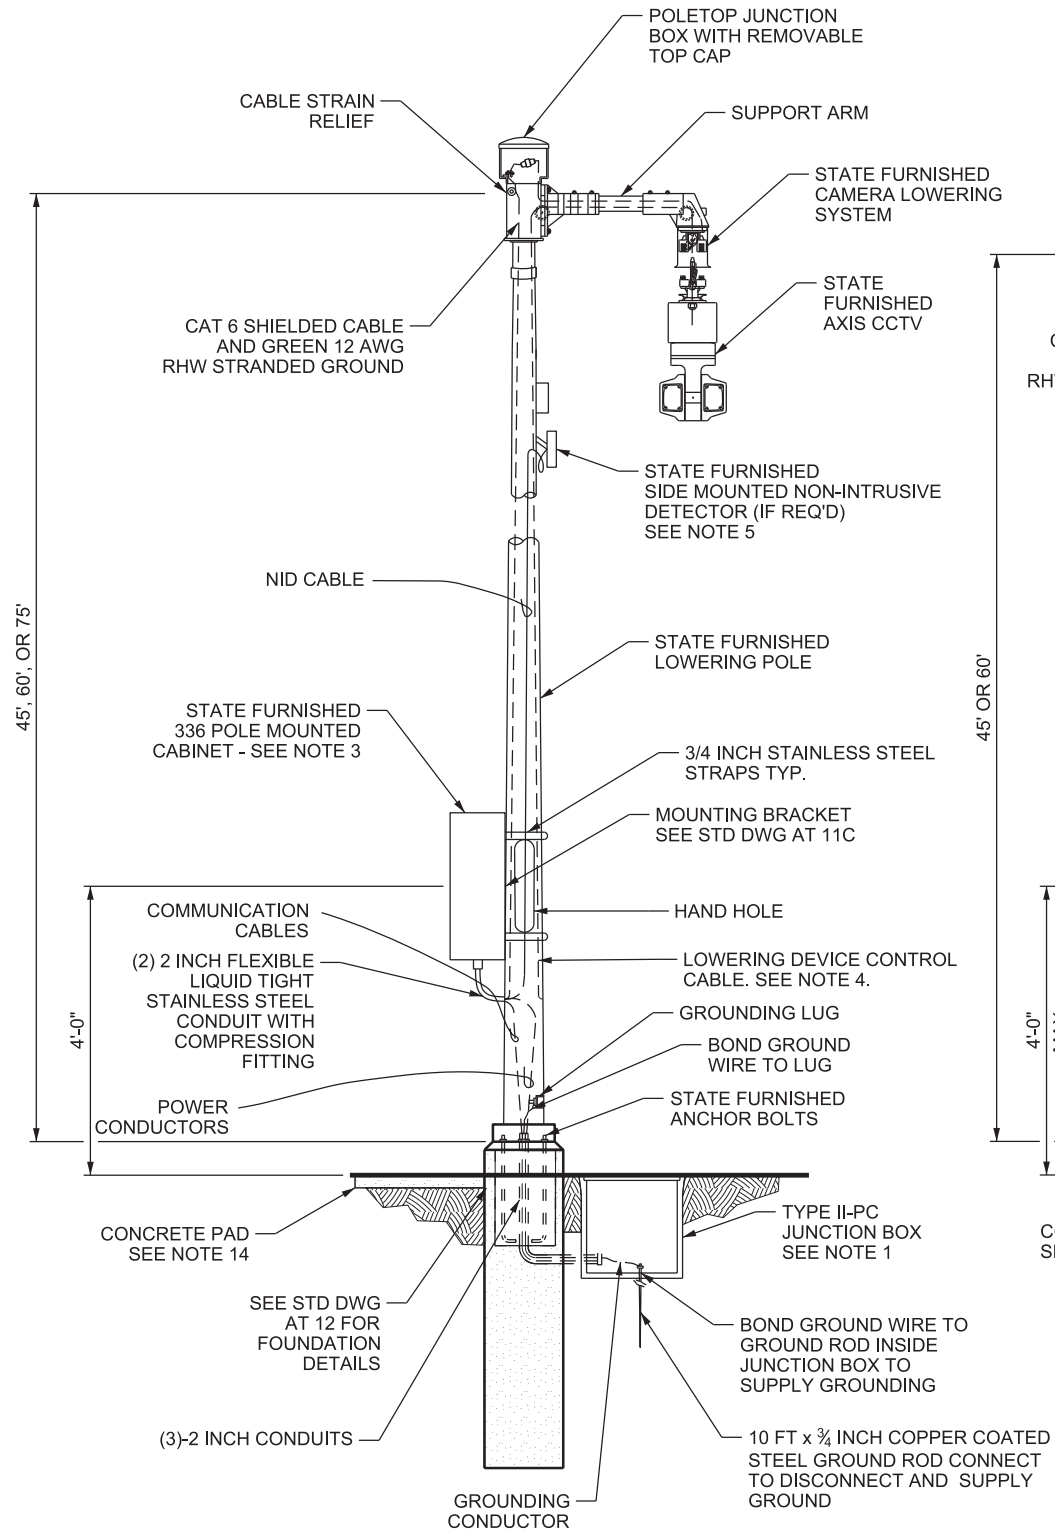 POLETOP JUNCTION
BOX WITH REMOVABLE
TOP CAP
CABLE STRAIN
RELIEF
SUPPORT ARM
STATE FURNISHED
CAMERA LOWERING
SYSTEM
STATE
FURNISHED
AXIS CCTV
CAT 6 SHIELDED CABLE
AND GREEN 12 AWG
RHW STRANDED GROUND
RH
STATE FURNISHED
SIDE MOUNTED NON-INTRUSIVE
DETECTOR (IF REQ'D)
SEE NOTE 5
NID CABLE
45', 60', OR 75'
STATE FURNISHED
LOWERING POLE
45' OR 60'
STATE FURNISHED
336 POLE MOUNTED
CABINET - SEE NOTE 3
3/4 INCH STAINLESS STEEL
STRAPS TYP.
MOUNTING BRACKET
SEE STD DWG AT 11C
COMMUNICATION
CABLES
HAND HOLE
(2) 2 INCH FLEXIBLE
LIQUID TIGHT
STAINLESS STEEL
CONDUIT WITH
COMPRESSION
FITTING
LOWERING DEVICE CONTROL
CABLE. SEE NOTE 4.
4'-0"
4'-0"
GROUNDING LUG
BOND GROUND
WIRE TO LUG
POWER
CONDUCTORS
STATE FURNISHED
ANCHOR BOLTS
CONCRETE PAD
SEE NOTE 14
TYPE II-PC
JUNCTION BOX
SEE NOTE 1
SEE STD DWG
AT 12 FOR
FOUNDATION
DETAILS
BOND GROUND WIRE TO
GROUND ROD INSIDE
JUNCTION BOX TO
SUPPLY GROUNDING
(3)-2 INCH CONDUITS
10 FT x ¾ INCH COPPER COATED
STEEL GROUND ROD CONNECT
TO DISCONNECT AND SUPPLY
GROUND
GROUNDING
CONDUCTOR